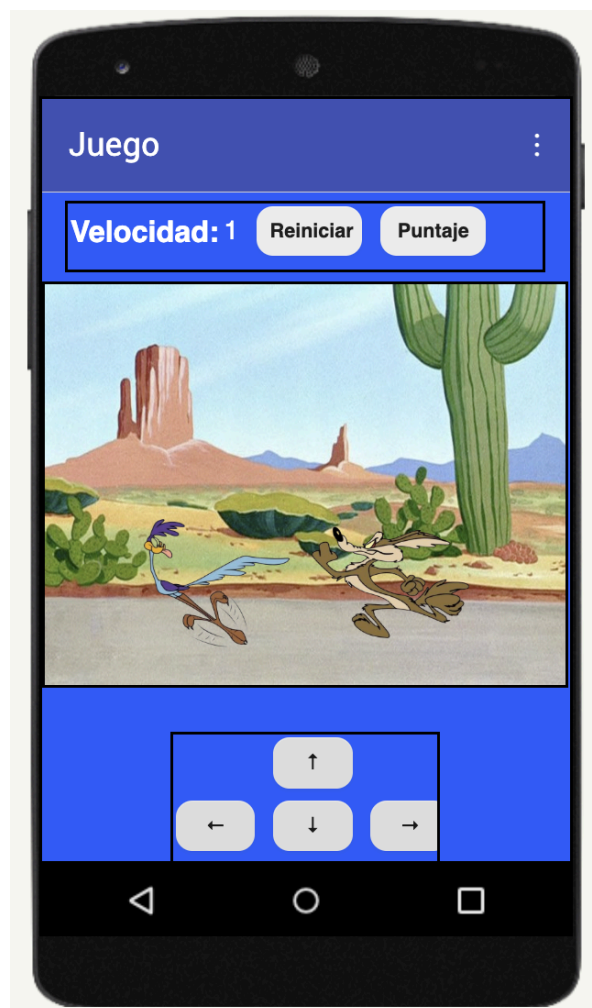 Juego
Velocidad: 1 Reiniciar Puntaje
↑
← ↓ →